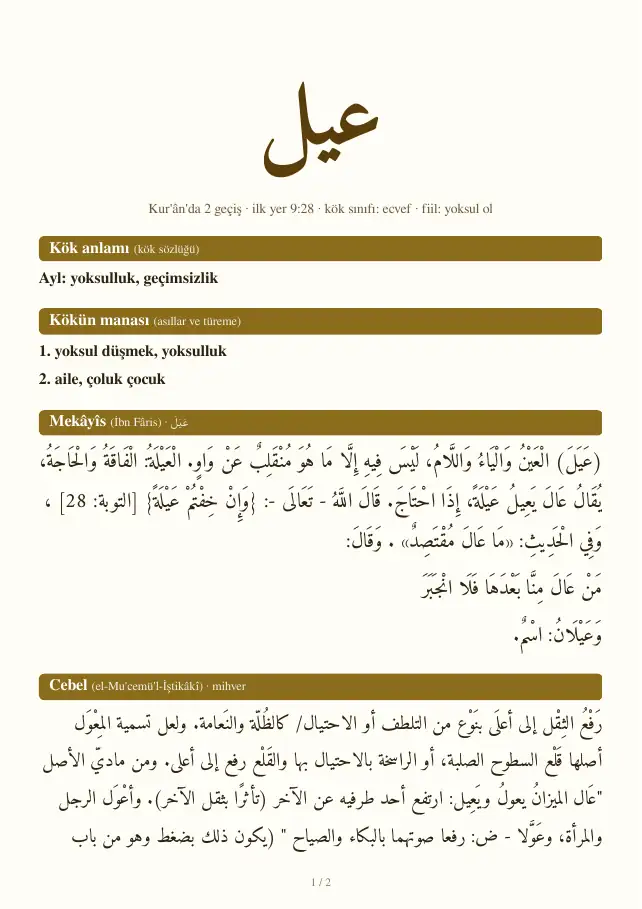 عيل
Kur'ân'da 2 geçiş · ilk yer 9:28 · kök sınıfı: ecvef · fiil: yoksul ol
Kök anlamı (kök sözlüğü)
Ayl: yoksulluk, geçimsizlik
Kökün manası (asıllar ve türeme)
1. yoksul düşmek, yoksulluk
2. aile, çoluk çocuk
Mekâyîs (İbn Fâris) · عَيَلَ
(عَيَلَ) الْعَيْنُ وَالْيَاءُ وَاللَّامُ، لَيْسَ فِيهِ إِلَّا مَا هُوَ مُنْقَلِبٌ عَنْ وَاوٍ. الْعَيْلَةُ: الْفَاقَةُ وَالْحَاجَةُ،
يُقَالُ عَالَ يَعِيلُ عَيْلَةً، إِذَا احْتَاجَ. قَالَ اللَّهُ - تَعَالَى -: {وَإِنْ خِفْتُمْ عَيْلَةً} [التوبة: 28] ،
وَفِي الْحَدِيثِ: «مَا عَالَ مُقْتَصِدٌ» . وَقَالَ:
مَنْ عَالَ مِنَّا بَعْدَهَا فَلَا انْجَبَرَ
وَعَيْلَانُ: اسْمٌ.
Cebel (el-Mu'cemü'l-İştikâkî) · mihver
رَفْعُ الثِقْل إلى أعلَى بنَوْع من التلطف أو الاحتيال/ كالظُلّة والنَعامة. ولعل تسمية المِعْوَل
أصلها قَلْع السطوح الصلبة، أو الراسخة بالاحتيال بها والقَلْع رفع إلى أعلى. ومن ماديّ الأصل
"عَال الميزانُ يعولُ ويَعِيل: ارتفع أحد طرفيه عن الآخر (تأثرًا بثقل الآخر). وأعْوَل الرجل
والمرأة، وعَوَّلا - ض: رفعا صوتهما بالبكاء والصياح " (يكون ذلك بضغط وهو من باب
1 / 2